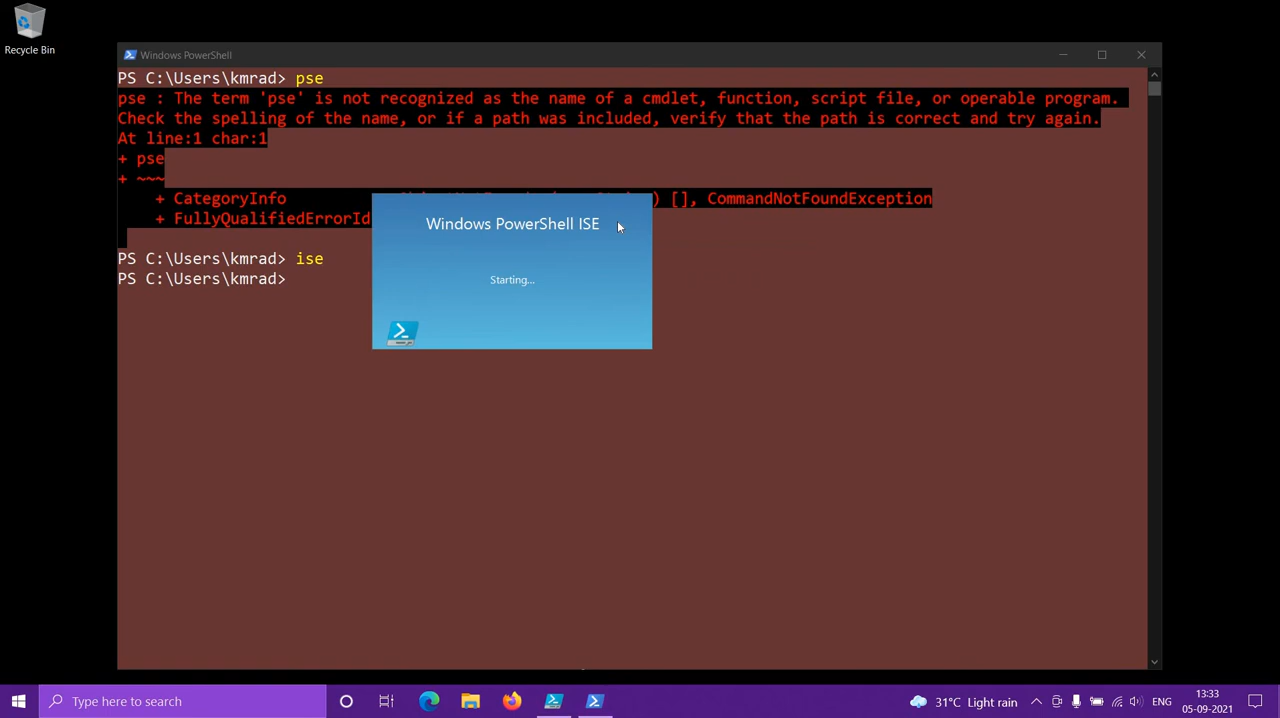 Recycle Bin
Windows PowerShell
PS C:\Users\kmrad> pse
pse : The term 'pse' is not recognized as the name of a cmdlet, function, script file, or operable program.
Check the spelling of the name, or if a path was included, verify that the path is correct and try again.
At line:1 char:1
+ pse
+ ~~~
+ CategoryInfo ) [], CommandNotFoundException
+ FullyQualifiedErrorId
Windows PowerShell ISE
Starting...
PS C:\Users\kmrad> ise
PS C:\Users\kmrad>
Type here to search
31°C Light rain
ENG
13:33
05-09-2021